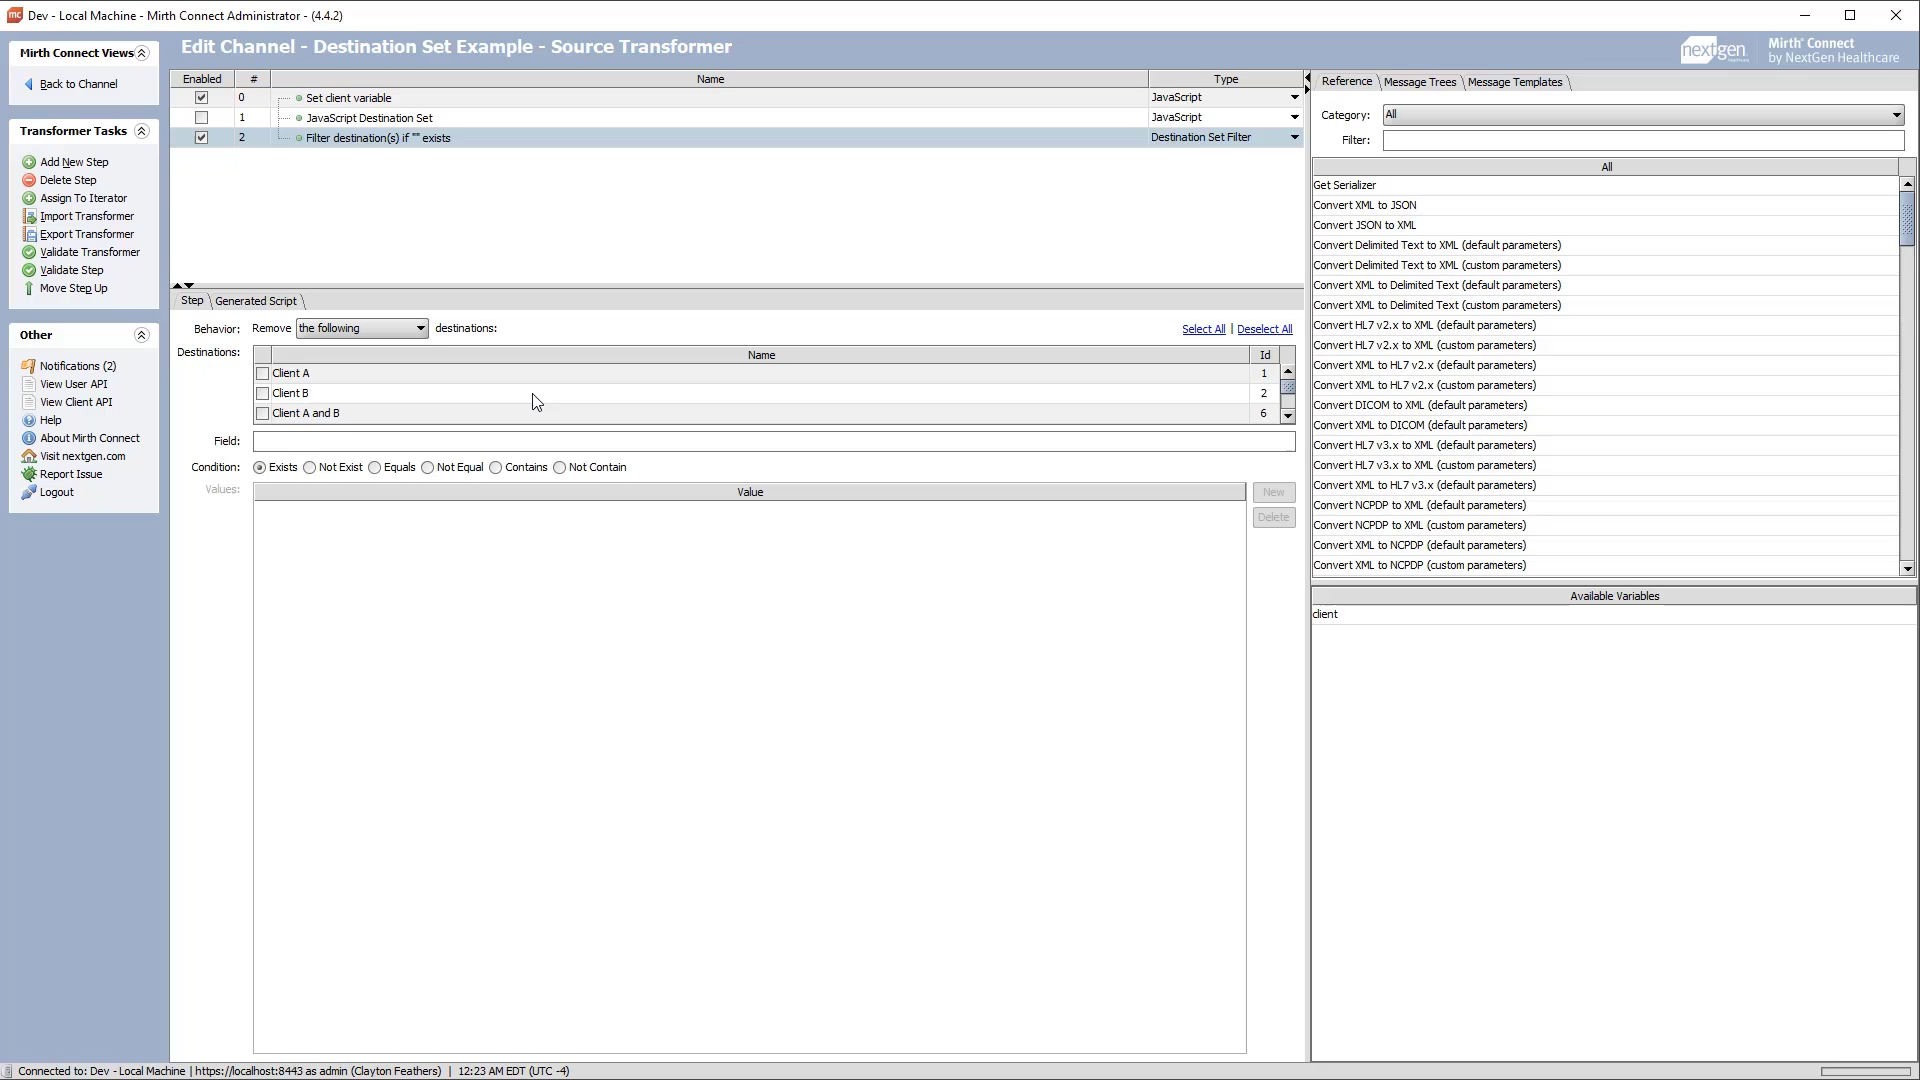 mc Dev - Local Machine - Mirth Connect Administrator - (4.4.2)
Mirth Connect Views
Back to Channel
Transformer Tasks
Add New Step
Delete Step
Assign To Iterator
Import Transformer
Export Transformer
Validate Transformer
Validate Step
Move Step Up
Other
Notifications (2)
View User API
View Client API
Help
About Mirth Connect
Visit nextgen.com
Report Issue
Logout
Edit Channel - Destination Set Example - Source Transformer
nextgen
Mirth® Connect
by NextGen Healthcare
Enabled # Name Type
0 Set client variable JavaScript
1 JavaScript Destination Set JavaScript
2 Filter destination(s) if "" exists Destination Set Filter
Step Generated Script
Behavior: Remove the following destinations: Select All | Deselect All
Destinations: Name Id
Client A 1
Client B 2
Client A and B 6
Field:
Condition: Exists Not Exist Equals Not Equal Contains Not Contain
Values: Value New
Delete
Reference Message Trees Message Templates
Category: All
Filter:
All
Get Serializer
Convert XML to JSON
Convert JSON to XML
Convert Delimited Text to XML (default parameters)
Convert Delimited Text to XML (custom parameters)
Convert XML to Delimited Text (default parameters)
Convert XML to Delimited Text (custom parameters)
Convert HL7 v2.x to XML (default parameters)
Convert HL7 v2.x to XML (custom parameters)
Convert XML to HL7 v2.x (default parameters)
Convert XML to HL7 v2.x (custom parameters)
Convert DICOM to XML (default parameters)
Convert XML to DICOM (default parameters)
Convert HL7 v3.x to XML (default parameters)
Convert HL7 v3.x to XML (custom parameters)
Convert XML to HL7 v3.x (default parameters)
Convert NCPDP to XML (default parameters)
Convert NCPDP to XML (custom parameters)
Convert XML to NCPDP (default parameters)
Convert XML to NCPDP (custom parameters)
Available Variables
client
Connected to: Dev - Local Machine | https://localhost:8443 as admin (Clayton Feathers) | 12:23 AM EDT (UTC -4)